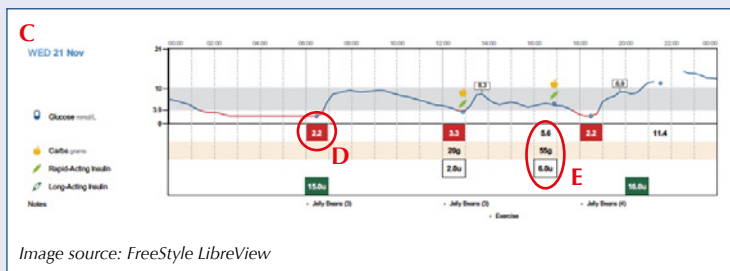 C
WED 21 Nov
00:00 02:00 04:00 06:00 08:00 10:00 12:00 14:00 16:00 18:00 20:00 22:00 00:00
21
10
3.9
0
8.3
8.9
Glucose mmol/L
2.2 3.3 5.6 2.2 11.4
D
Carbs grams
20g 55g
Rapid-Acting Insulin
2.0u 6.0u
E
Long-Acting Insulin
15.0u 16.0u
Notes
Jelly Beans (3) Jelly Beans (3) Jelly Beans (4)
Exercise
Image source: FreeStyle LibreView